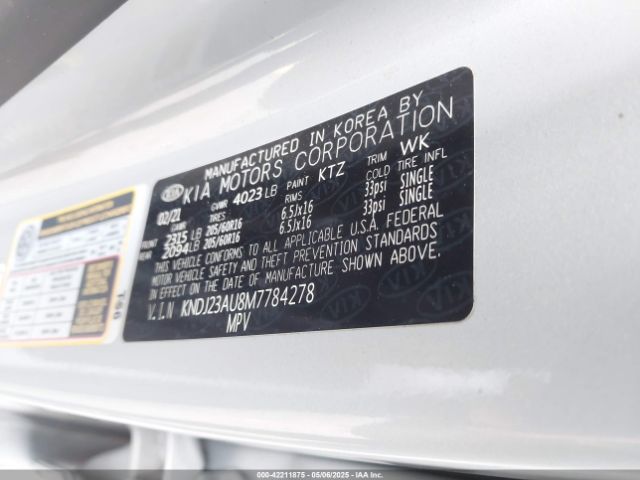 MANUFACTURED IN KOREA BY
KIA KIA MOTORS CORPORATION
02/21 GVWR 4023 LB PAINT KTZ TRIM WK
TIRES RIMS COLD TIRE INFL
FRONT 2315 LB 205/60R16 6.5Jx16 33psi SINGLE
REAR 2094 LB 205/60R16 6.5Jx16 33psi SINGLE
THIS VEHICLE CONFORMS TO ALL APPLICABLE U.S.A. FEDERAL
MOTOR VEHICLE SAFETY AND THEFT PREVENTION STANDARDS
IN EFFECT ON THE DATE OF MANUFACTURE SHOWN ABOVE.
V.I.N KNDJ23AU8M7784278
MPV
000-42211875 - 05/06/2025 - IAA Inc.